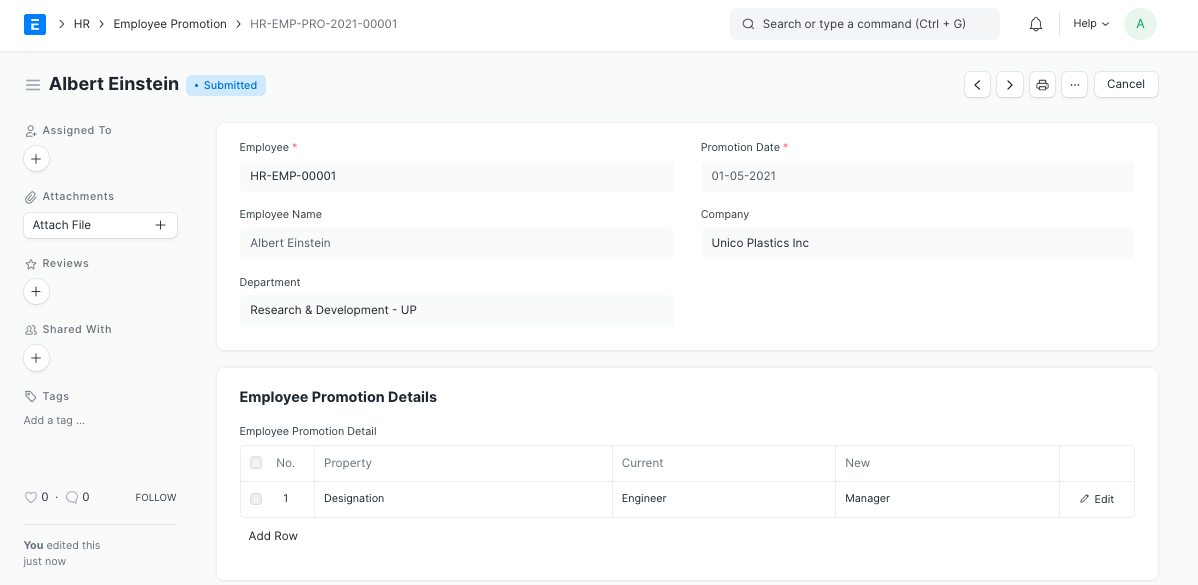 E HR Employee Promotion HR-EMP-PRO-2021-00001 Search or type a command (Ctrl + G) Help A
Albert Einstein • Submitted ... Cancel
Assigned To
+
Attachments
Attach File +
Reviews
+
Shared With
+
Tags
Add a tag ...
0 · 0 FOLLOW
You edited this
just now
Employee * Promotion Date *
HR-EMP-00001 01-05-2021
Employee Name Company
Albert Einstein Unico Plastics Inc
Department
Research & Development - UP
Employee Promotion Details
Employee Promotion Detail
No. Property Current New
1 Designation Engineer Manager Edit
Add Row